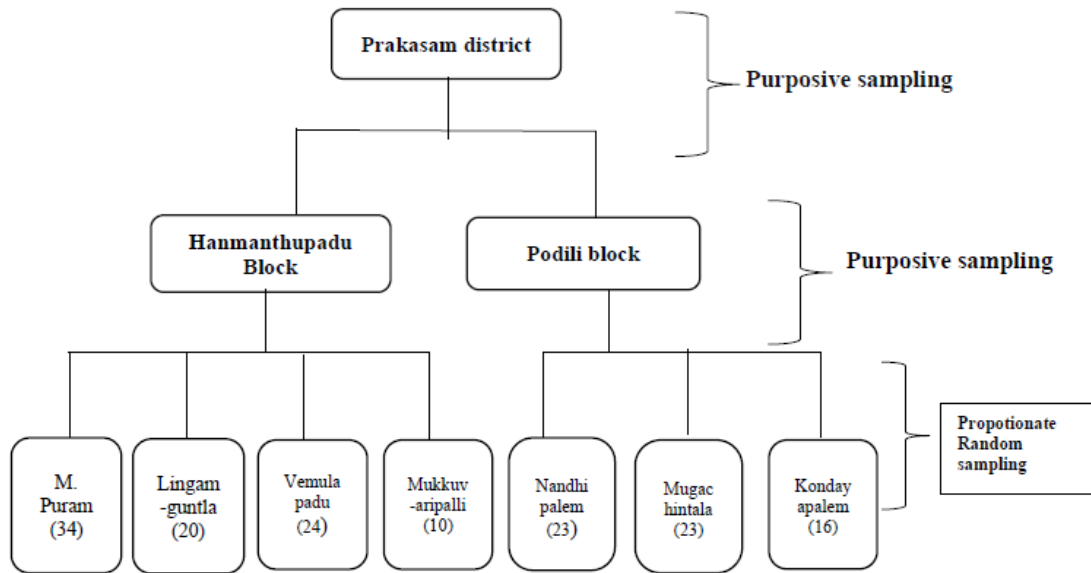 Prakasam district
Purposive sampling
Hanmanthupadu
Block
Podili block
Purposive sampling
M.
Puram
(34)
Lingam
-guntla
(20)
Vemula
padu
(24)
Mukkuv
-aripalli
(10)
Nandhi
palem
(23)
Mugac
hintala
(23)
Konday
apalem
(16)
Propotionate
Random
sampling